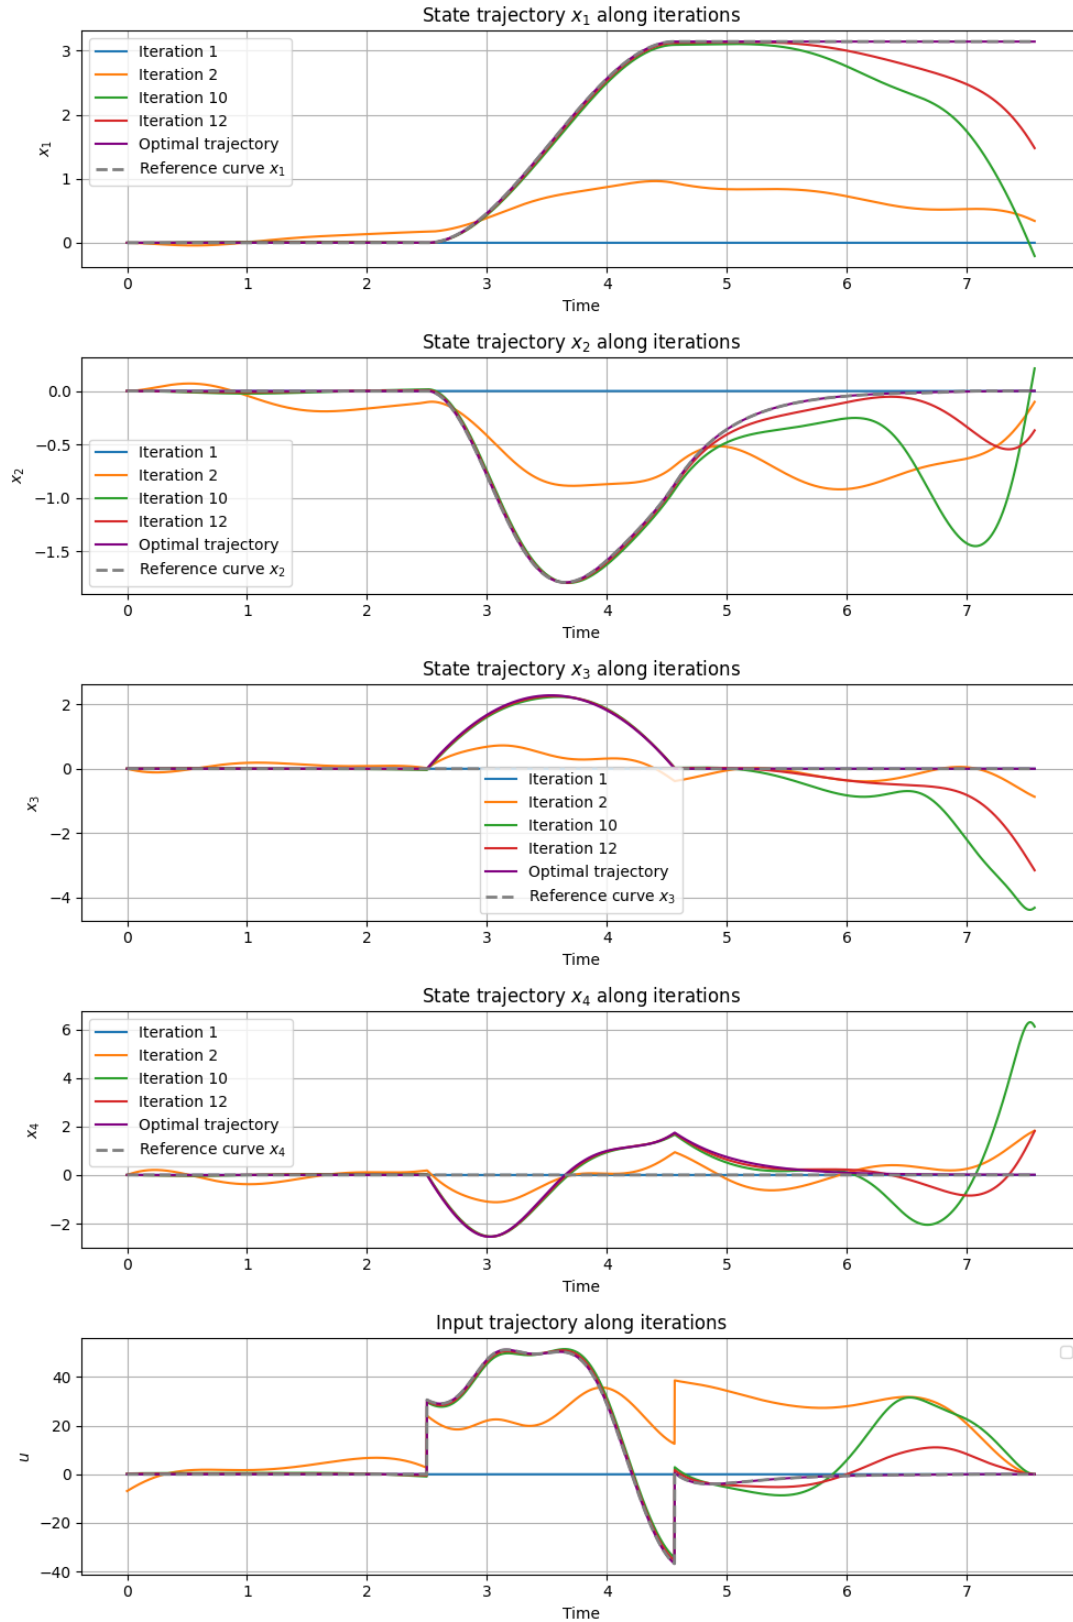 State trajectory x₁ along iterations
x₁
3
2
1
0
Iteration 1
Iteration 2
Iteration 10
Iteration 12
Optimal trajectory
Reference curve x₁
0 1 2 3 4 5 6 7
Time
State trajectory x₂ along iterations
x₂
0.0
−0.5
−1.0
−1.5
Iteration 1
Iteration 2
Iteration 10
Iteration 12
Optimal trajectory
Reference curve x₂
0 1 2 3 4 5 6 7
Time
State trajectory x₃ along iterations
x₃
2
0
−2
−4
Iteration 1
Iteration 2
Iteration 10
Iteration 12
Optimal trajectory
Reference curve x₃
0 1 2 3 4 5 6 7
Time
State trajectory x₄ along iterations
x₄
6
4
2
0
−2
Iteration 1
Iteration 2
Iteration 10
Iteration 12
Optimal trajectory
Reference curve x₄
0 1 2 3 4 5 6 7
Time
Input trajectory along iterations
u
40
20
0
−20
−40
0 1 2 3 4 5 6 7
Time